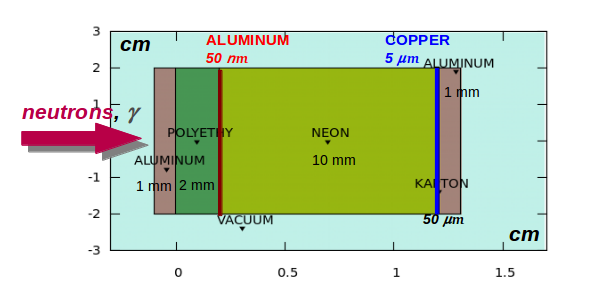 3
cm
ALUMINUM
50 nm
COPPER
5 μm
ALUMINUM
2
1 mm
neutrons, γ
1
POLYETHY
NEON
ALUMINUM
10 mm
1 mm
2 mm
KAPTON
-1
-2
VACUUM
50 μm
cm
-3
0
0.5
1
1.5